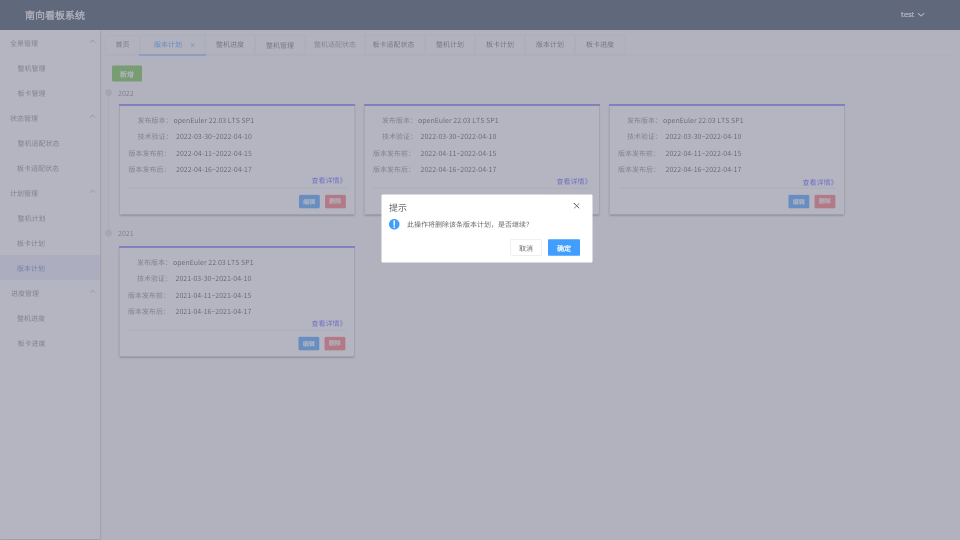 南向看板系统
test
全景管理
整机管理
板卡管理
状态管理
整机适配状态
板卡适配状态
计划管理
整机计划
板卡计划
版本计划
进度管理
整机进度
板卡进度
首页
版本计划 ×
整机进度
整机管理
整机适配状态
板卡适配状态
整机计划
板卡计划
版本计划
板卡进度
新增
2022
发布版本： openEuler 22.03 LTS SP1
技术验证： 2022-03-30~2022-04-10
版本发布前： 2022-04-11~2022-04-15
版本发布后： 2022-04-16~2022-04-17
查看详情》
编辑 删除
发布版本： openEuler 22.03 LTS SP1
技术验证： 2022-03-30~2022-04-10
版本发布前： 2022-04-11~2022-04-15
版本发布后： 2022-04-16~2022-04-17
查看详情》
发布版本： openEuler 22.03 LTS SP1
技术验证： 2022-03-30~2022-04-10
版本发布前： 2022-04-11~2022-04-15
版本发布后： 2022-04-16~2022-04-17
查看详情》
编辑 删除
提示
此操作将删除该条版本计划，是否继续？
取消 确定
2021
发布版本： openEuler 22.03 LTS SP1
技术验证： 2021-03-30~2021-04-10
版本发布前： 2021-04-11~2021-04-15
版本发布后： 2021-04-16~2021-04-17
查看详情》
编辑 删除